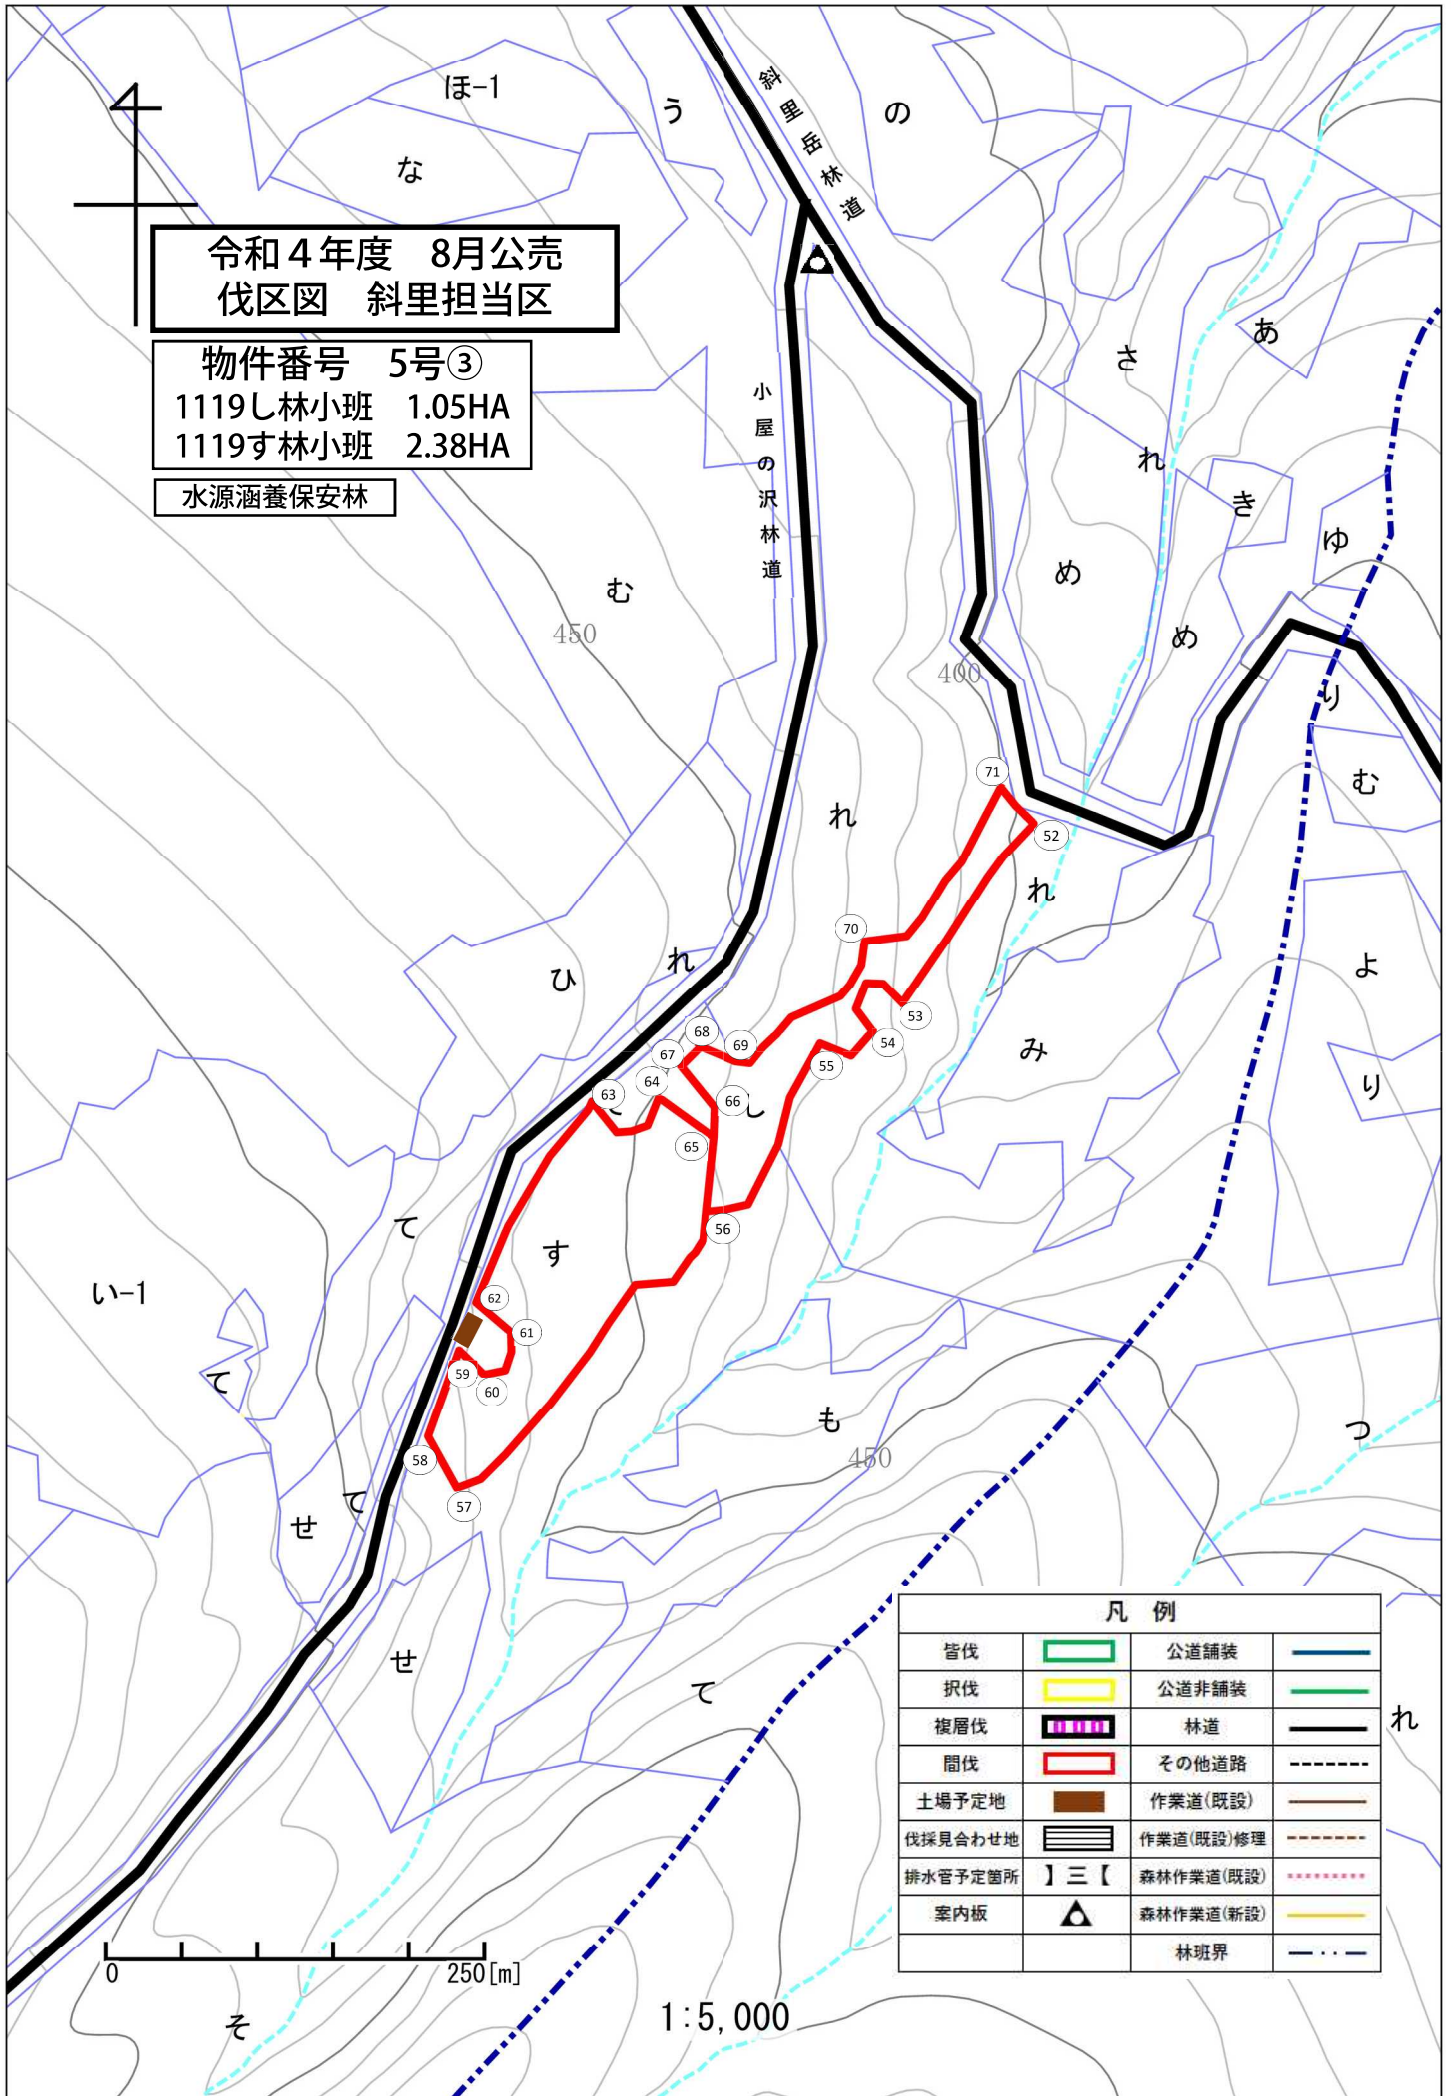 ほ-1
な
う
斜里岳林道
の
令和4年度　8月公売
伐区図　斜里担当区
物件番号　5号③
1119し林小班　1.05HA
1119す林小班　2.38HA
水源涵養保安林
小屋の沢林道
あ
さ
れ
き
ゆ
め
む
め
450
400
り
む
71
れ
52
れ
70
よ
れ
ひ
53
み
54
68
69
67
55
り
64
63
66
し
65
て
56
す
い-1
62
61
て
59
60
も
つ
450
58
て
57
せ
せ
て
凡　例
皆伐
公道舗装
択伐
公道非舗装
複層伐
林道
れ
間伐
その他道路
土場予定地
作業道(既設)
伐採見合わせ地
作業道(既設)修理
排水管予定箇所
】三【
森林作業道(既設)
案内板
森林作業道(新設)
林班界
0
250[m]
1:5,000
そ